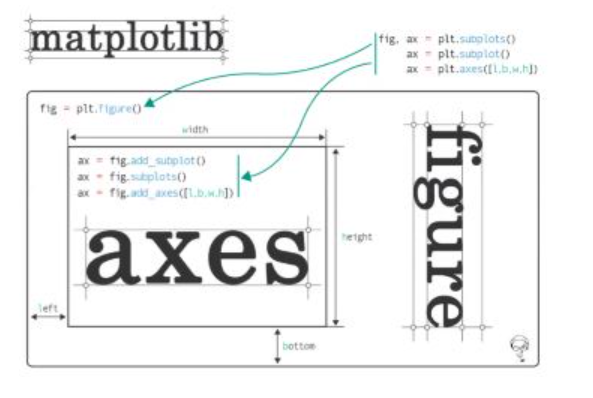 matplotlib
fig, ax = plt.subplots()
ax = plt.subplot()
ax = plt.axes([l,b,w,h])
fig = plt.figure()
width
ax = fig.add_subplot()
ax = fig.subplots()
ax = fig.add_axes([l,b,w,h])
axes
height
figure
left
bottom